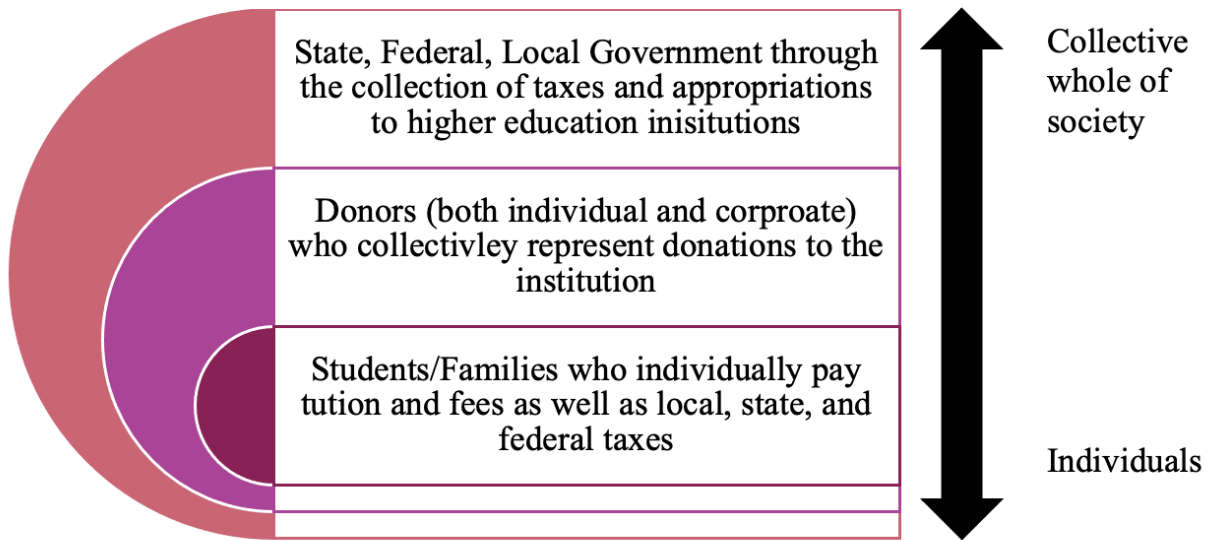 State, Federal, Local Government through
the collection of taxes and appropriations
to higher education inisitutions
Collective
whole of
society
Donors (both individual and corproate)
who collectivley represent donations to the
institution
Students/Families who individually pay
tution and fees as well as local, state, and
federal taxes
Individuals